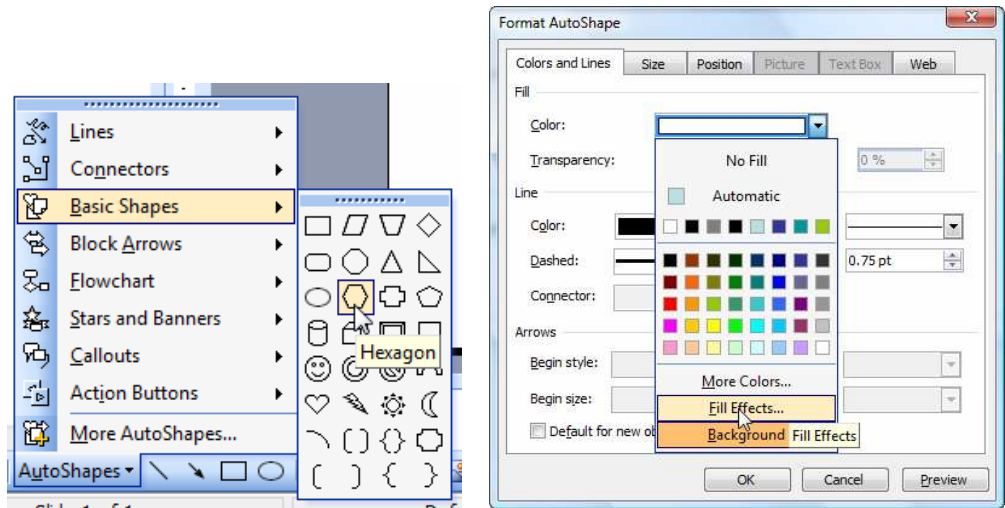 Lines
Connectors
Basic Shapes
Block Arrows
Flowchart
Stars and Banners
Callouts
Action Buttons
More AutoShapes...
AutoShapes
Hexagon
Format AutoShape
Colors and Lines Size Position Picture Text Box Web
Fill
Color:
Transparency: 0 %
No Fill
Automatic
Line
Color:
Dashed: 0.75 pt
Connector:
Arrows
Begin style:
Begin size:
More Colors...
Fill Effects...
Default for new
Background Fill Effects
OK Cancel Preview